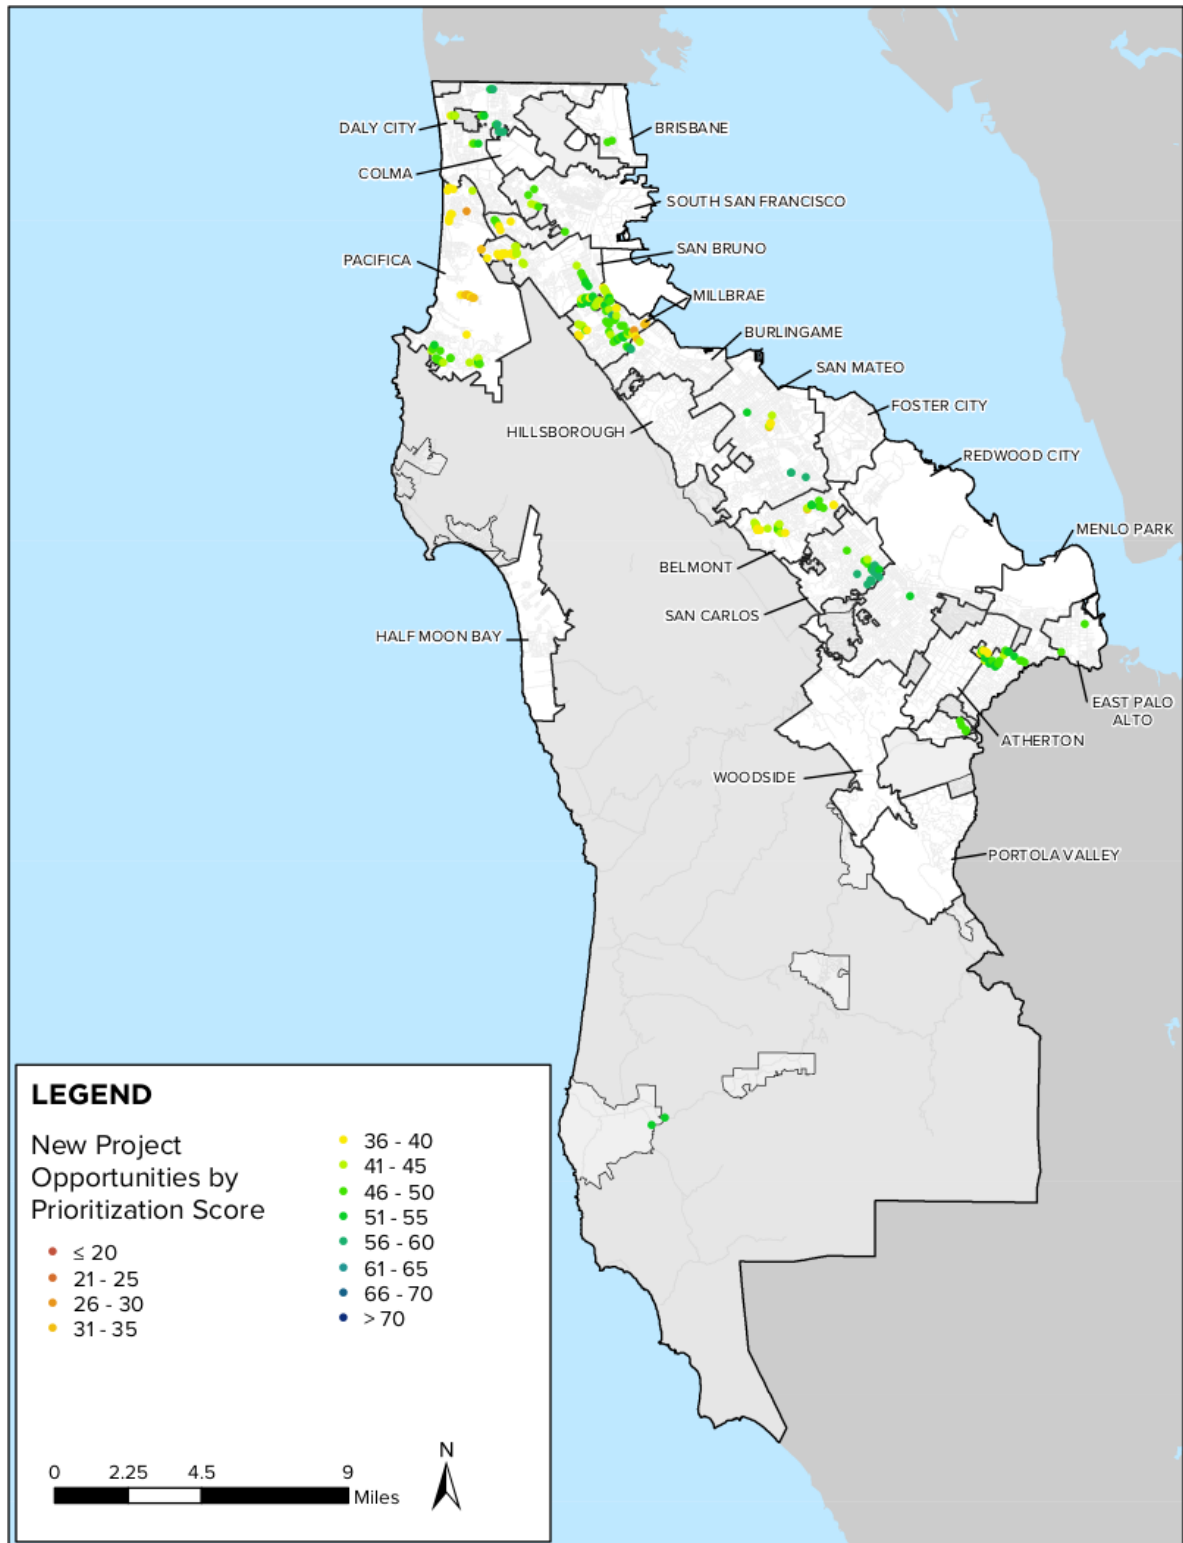 DALY CITY
BRISBANE
COLMA
SOUTH SAN FRANCISCO
SAN BRUNO
PACIFICA
MILLBRAE
BURLINGAME
SAN MATEO
FOSTER CITY
HILLSBOROUGH
REDWOOD CITY
MENLO PARK
BELMONT
SAN CARLOS
HALF MOON BAY
EAST PALO
ALTO
ATHERTON
WOODSIDE
PORTOLA VALLEY
LEGEND
New Project
Opportunities by
Prioritization Score
≤ 20
21 - 25
26 - 30
31 - 35
36 - 40
41 - 45
46 - 50
51 - 55
56 - 60
61 - 65
66 - 70
> 70
N
0 2.25 4.5 9
Miles